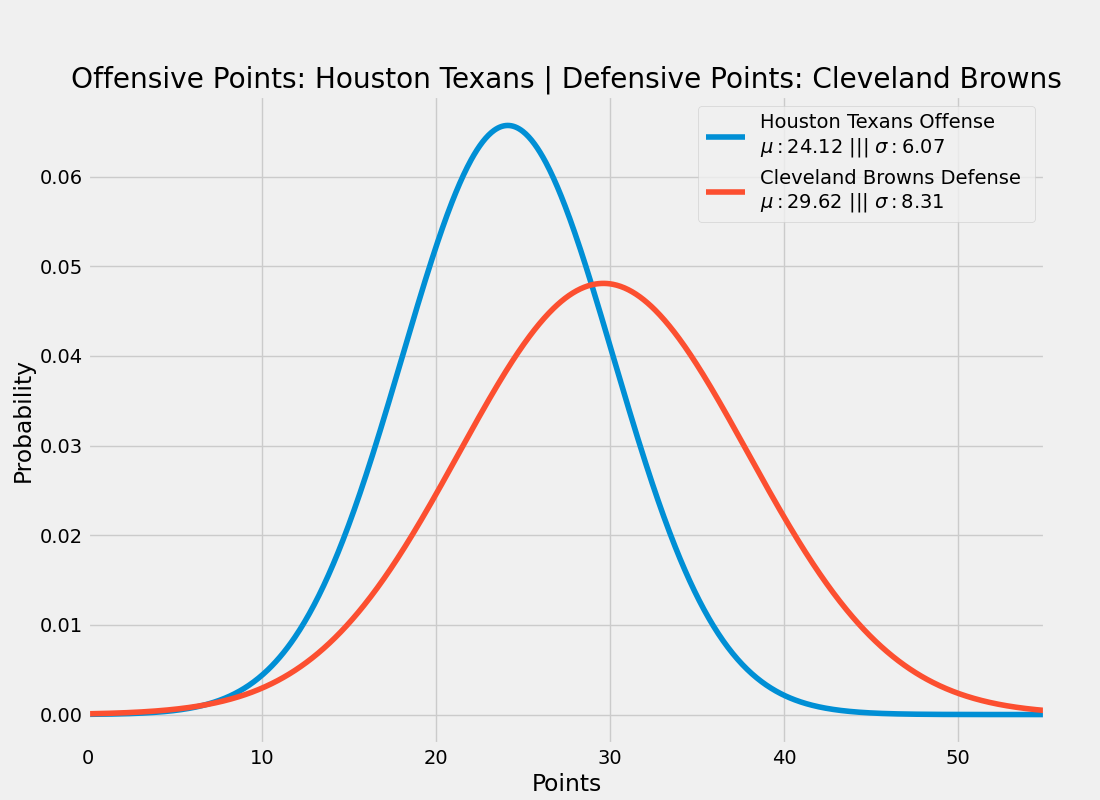 Offensive Points: Houston Texans | Defensive Points: Cleveland Browns
Houston Texans Offense
μ : 24.12 ||| σ : 6.07
Cleveland Browns Defense
μ : 29.62 ||| σ : 8.31
0.06
0.05
0.04
0.03
0.02
0.01
0.00
Probability
0 10 20 30 40 50
Points